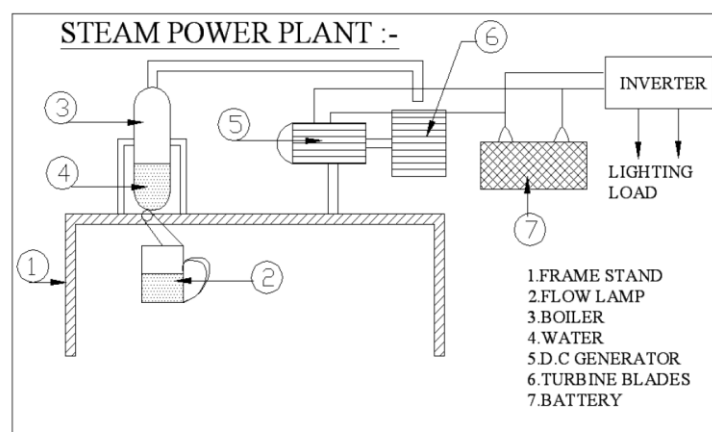 STEAM POWER PLANT :-
6
3
INVERTER
5
4
LIGHTING
LOAD
7
1
2
1.FRAME STAND
2.FLOW LAMP
3.BOILER
4.WATER
5.D.C GENERATOR
6.TURBINE BLADES
7.BATTERY